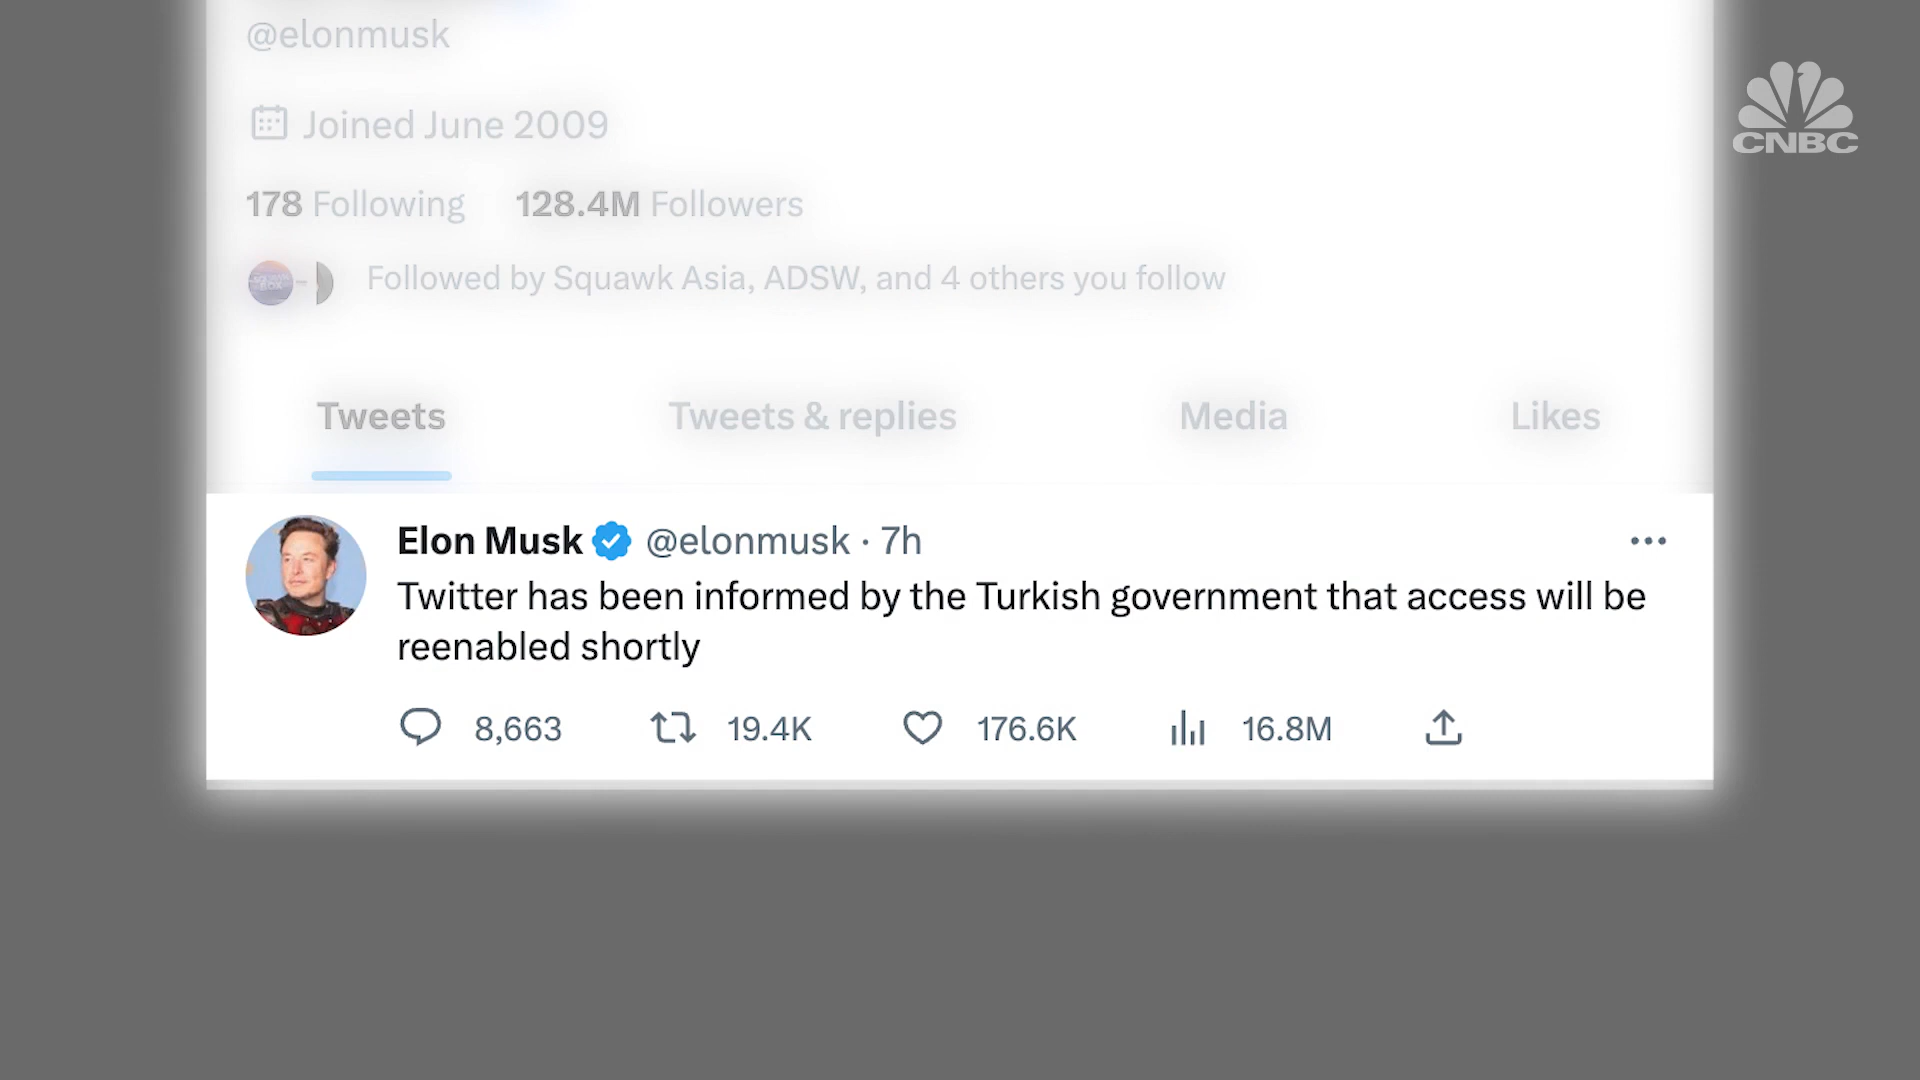 @elonmusk
Joined June 2009
178 Following 128.4M Followers
Followed by Squawk Asia, ADSW, and 4 others you follow
Tweets Tweets & replies Media Likes
Elon Musk @elonmusk · 7h
Twitter has been informed by the Turkish government that access will be
reenabled shortly
8,663 19.4K 176.6K 16.8M
CNBC